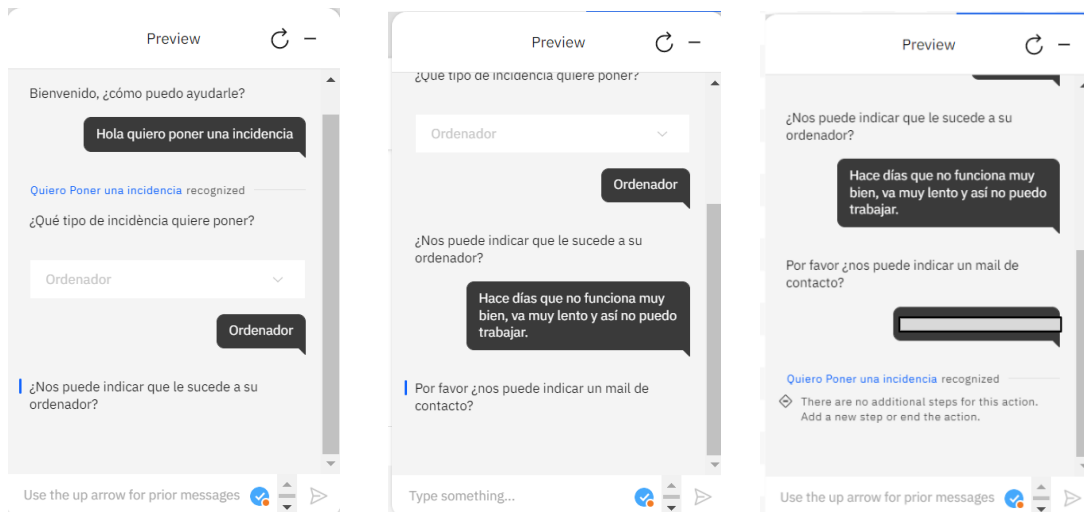 Preview
Bienvenido, ¿cómo puedo ayudarle?
Hola quiero poner una incidencia
Quiero Poner una incidencia recognized
¿Qué tipo de incidència quiere poner?
Ordenador
Ordenador
¿Nos puede indicar que le sucede a su
ordenador?
Use the up arrow for prior messages
Preview
¿Qué tipo de incidencia quiere poner?
Ordenador
Ordenador
¿Nos puede indicar que le sucede a su
ordenador?
Hace días que no funciona muy
bien, va muy lento y así no puedo
trabajar.
Por favor ¿nos puede indicar un mail de
contacto?
Type something...
Preview
¿Nos puede indicar que le sucede a su
ordenador?
Hace días que no funciona muy
bien, va muy lento y así no puedo
trabajar.
Por favor ¿nos puede indicar un mail de
contacto?
Quiero Poner una incidencia recognized
There are no additional steps for this action.
Add a new step or end the action.
Use the up arrow for prior messages